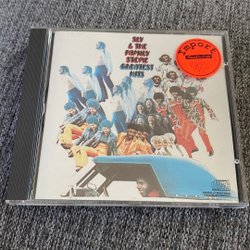 SLY
& THE
FAMILY
STONE
GREATEST
HITS
Import